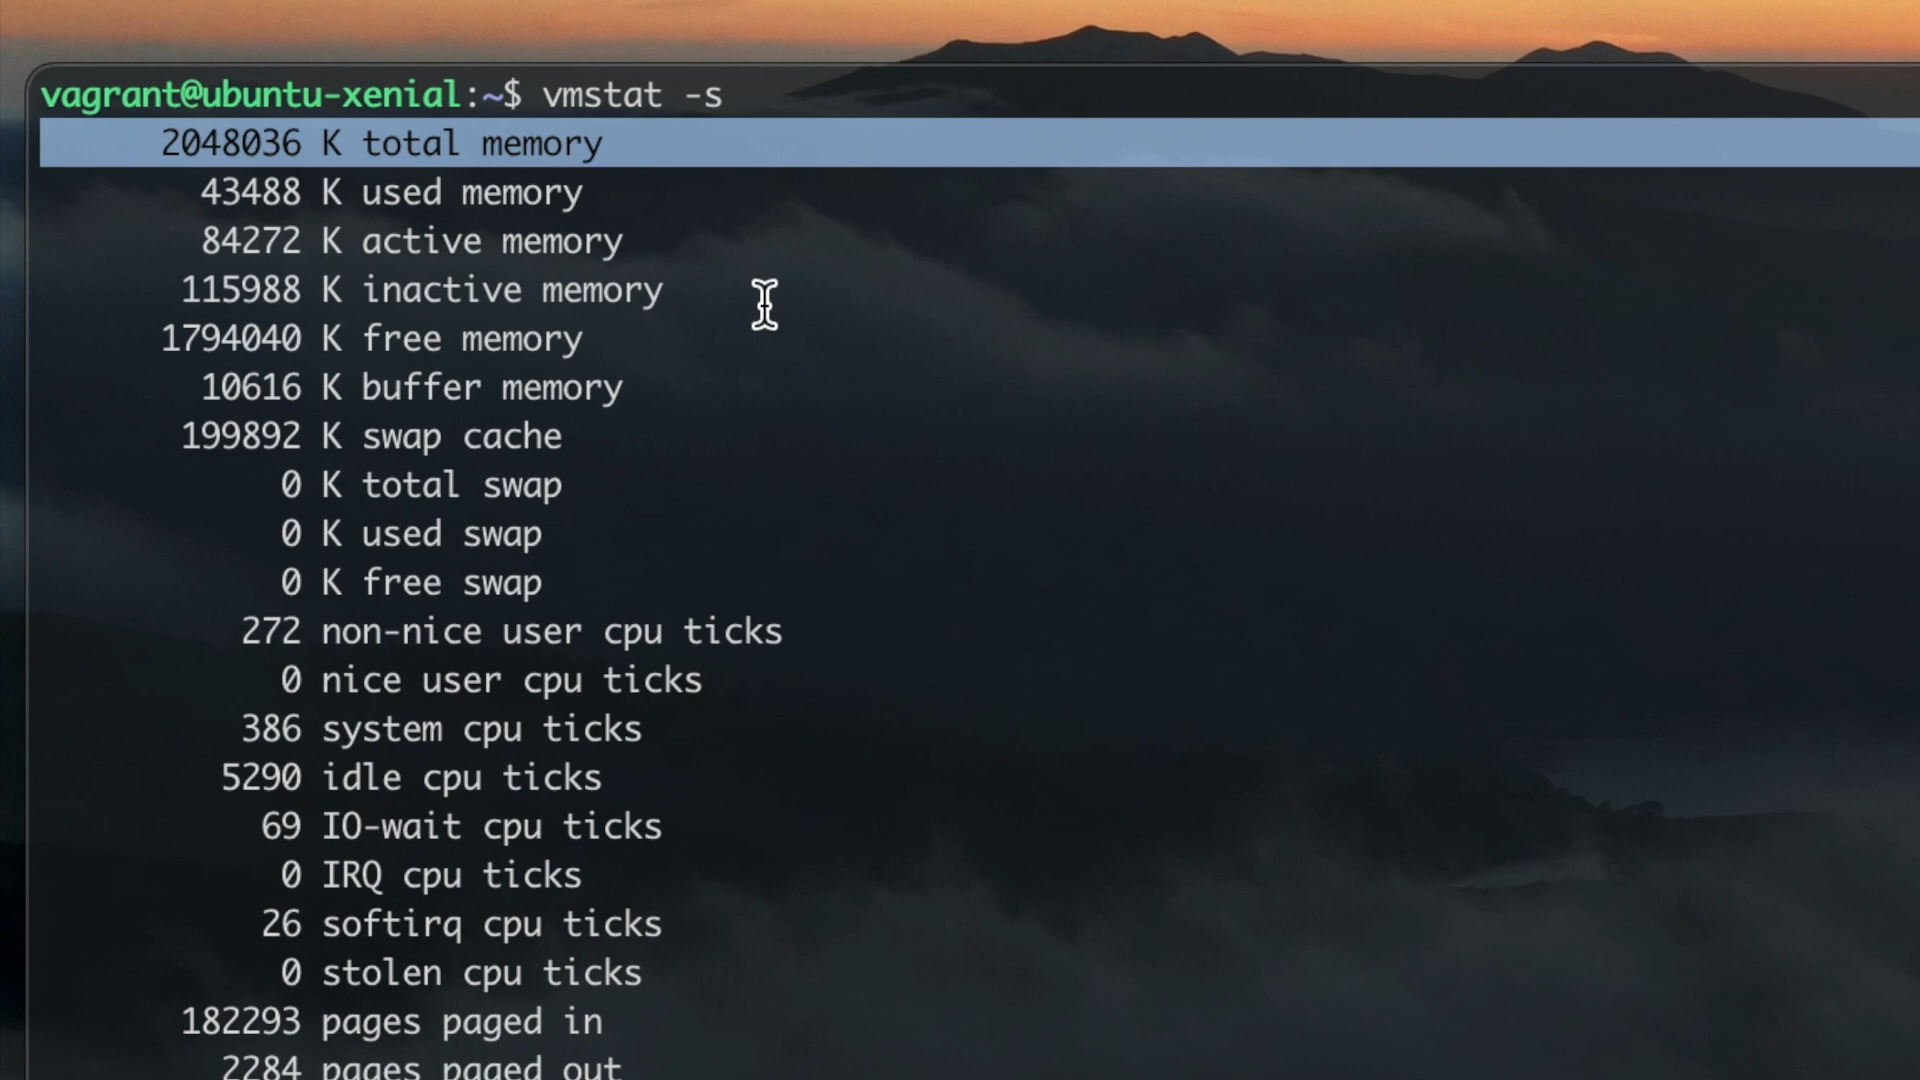 vagrant@ubuntu-xenial:~$ vmstat -s
2048036 K total memory
43488 K used memory
84272 K active memory
115988 K inactive memory
1794040 K free memory
10616 K buffer memory
199892 K swap cache
0 K total swap
0 K used swap
0 K free swap
272 non-nice user cpu ticks
0 nice user cpu ticks
386 system cpu ticks
5290 idle cpu ticks
69 IO-wait cpu ticks
0 IRQ cpu ticks
26 softirq cpu ticks
0 stolen cpu ticks
182293 pages paged in
2284 pages paged out